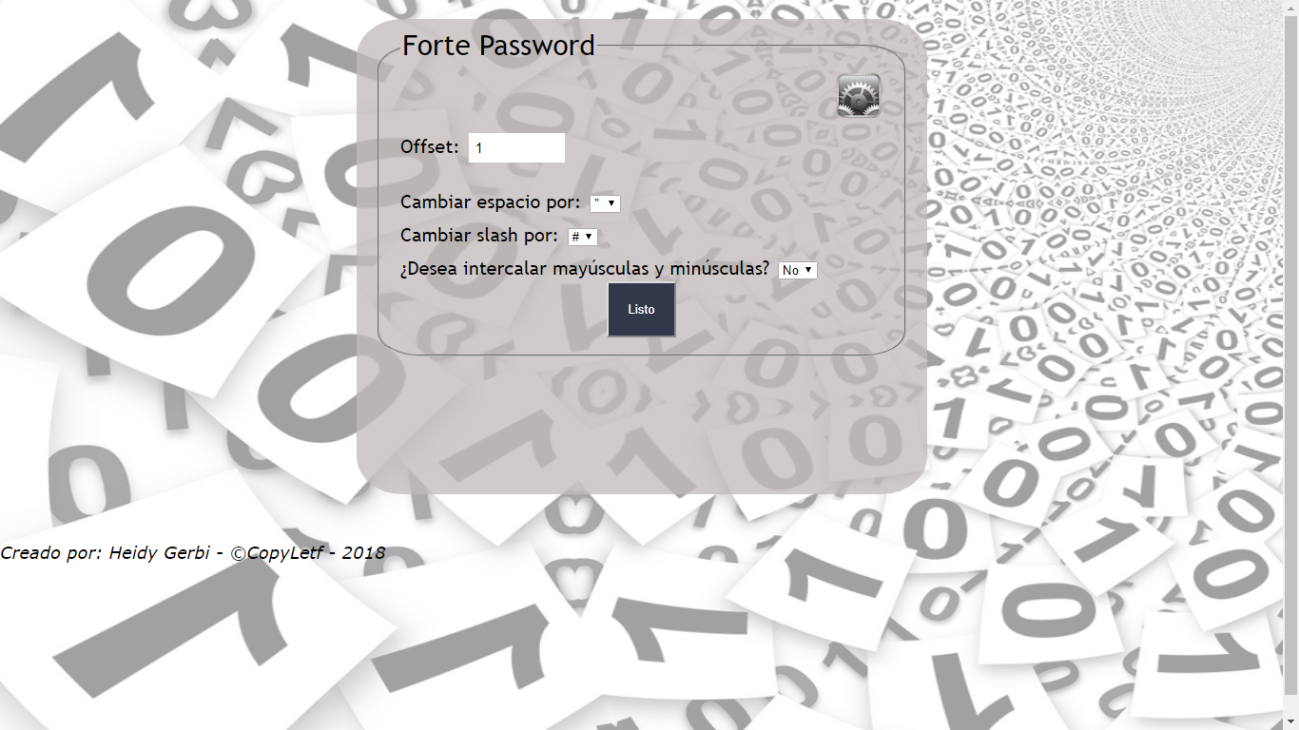 Forte Password
Offset: 1
Cambiar espacio por: "
Cambiar slash por: #
¿Desea intercalar mayúsculas y minúsculas? No
Listo
Creado por: Heidy Gerbi - ©CopyLetf - 2018